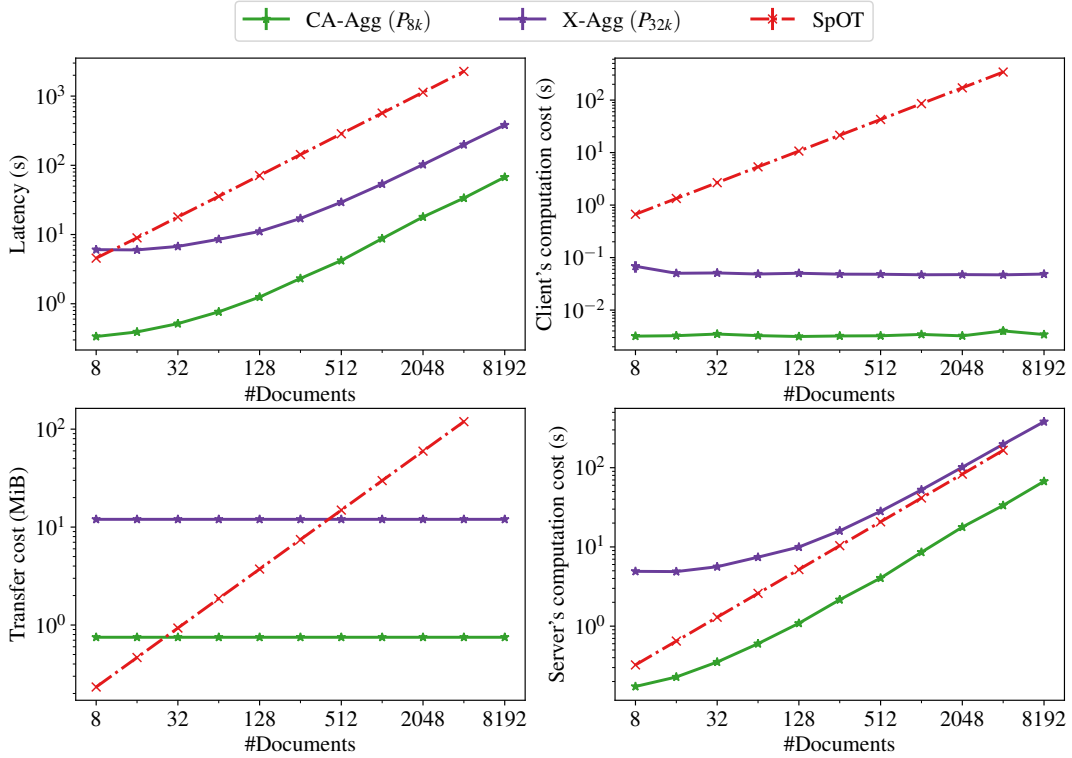 CA-Agg (P8k) X-Agg (P32k) SpOT
Latency (s)
10³
10²
10¹
10⁰
8 32 128 512 2048 8192
#Documents
Client's computation cost (s)
10²
10¹
10⁰
10⁻¹
10⁻²
8 32 128 512 2048 8192
#Documents
Transfer cost (MiB)
10²
10¹
10⁰
8 32 128 512 2048 8192
#Documents
Server's computation cost (s)
10²
10¹
10⁰
8 32 128 512 2048 8192
#Documents